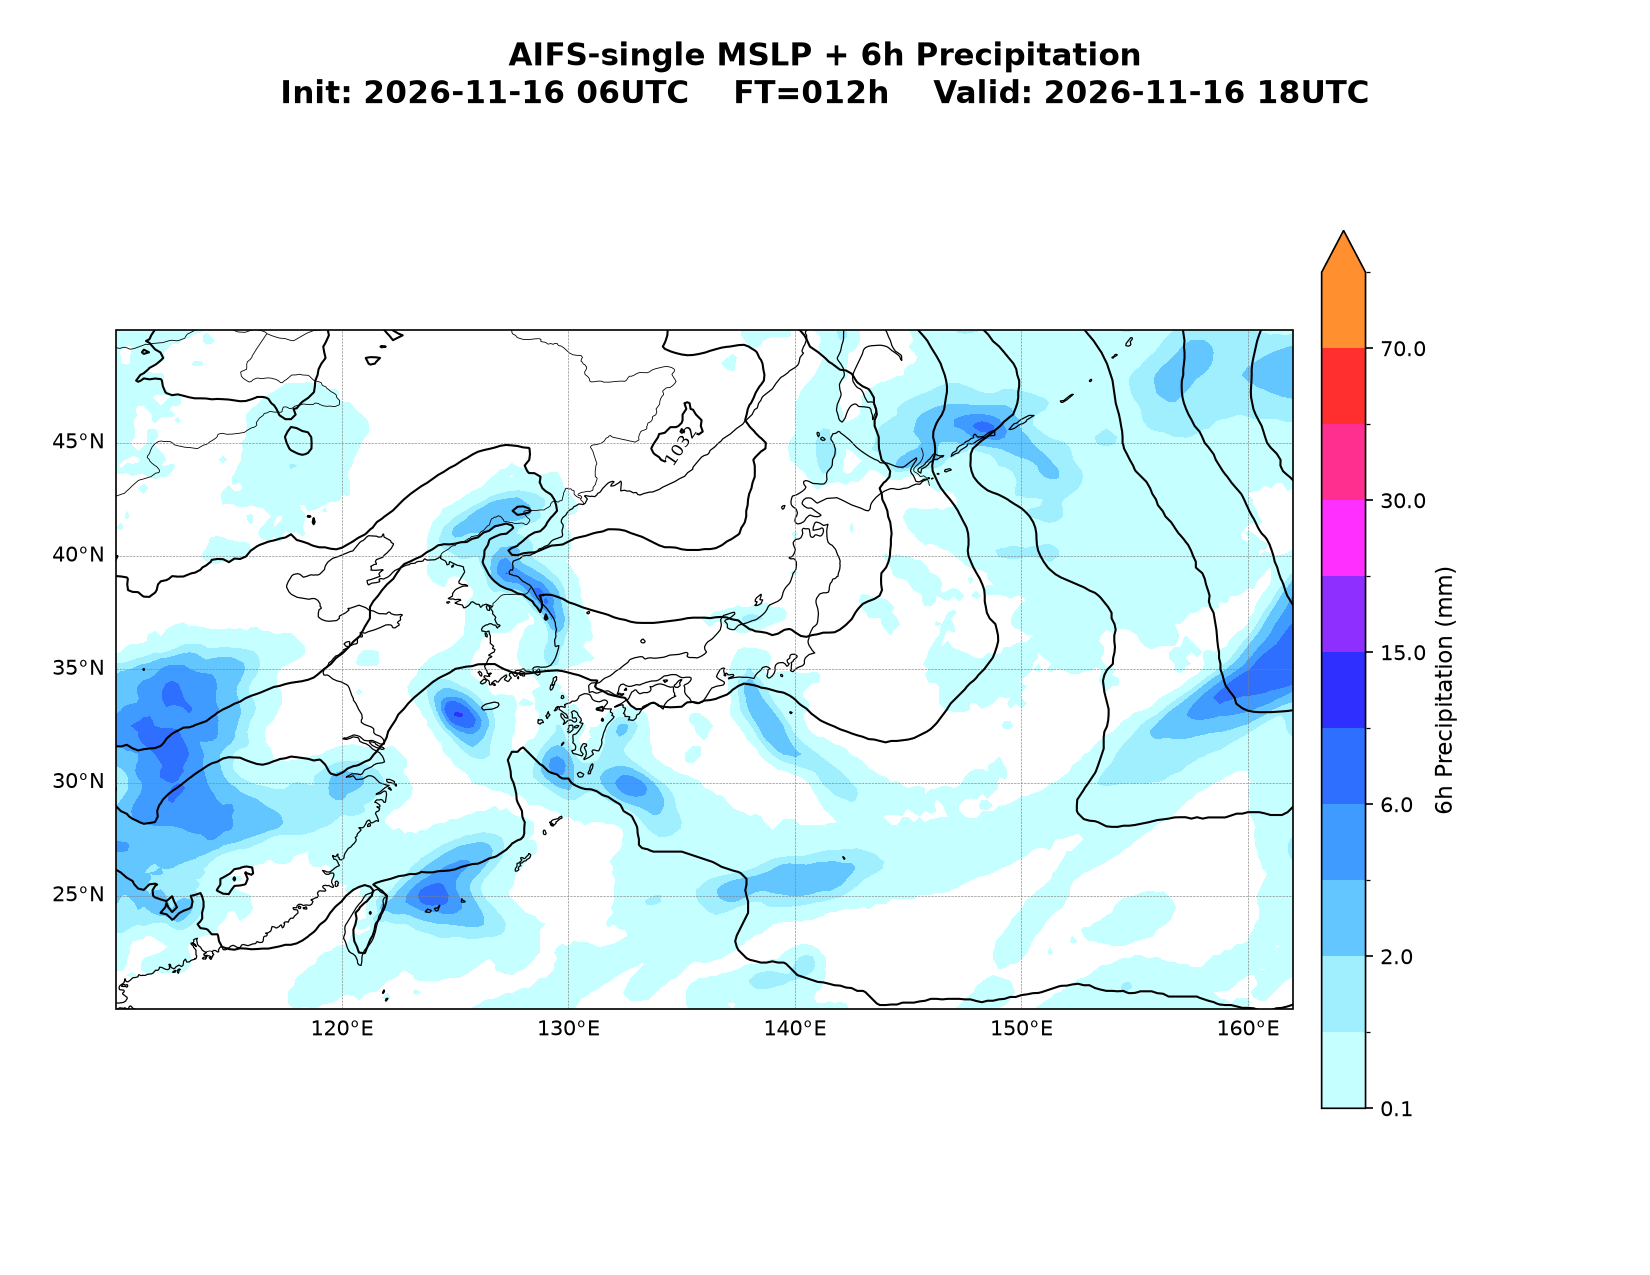 AIFS-single MSLP + 6h Precipitation
Init: 2026-11-16 06UTC    FT=012h    Valid: 2026-11-16 18UTC
45°N
40°N
35°N
30°N
25°N
120°E
130°E
140°E
150°E
160°E
1032
70.0
30.0
15.0
6.0
2.0
0.1
6h Precipitation (mm)